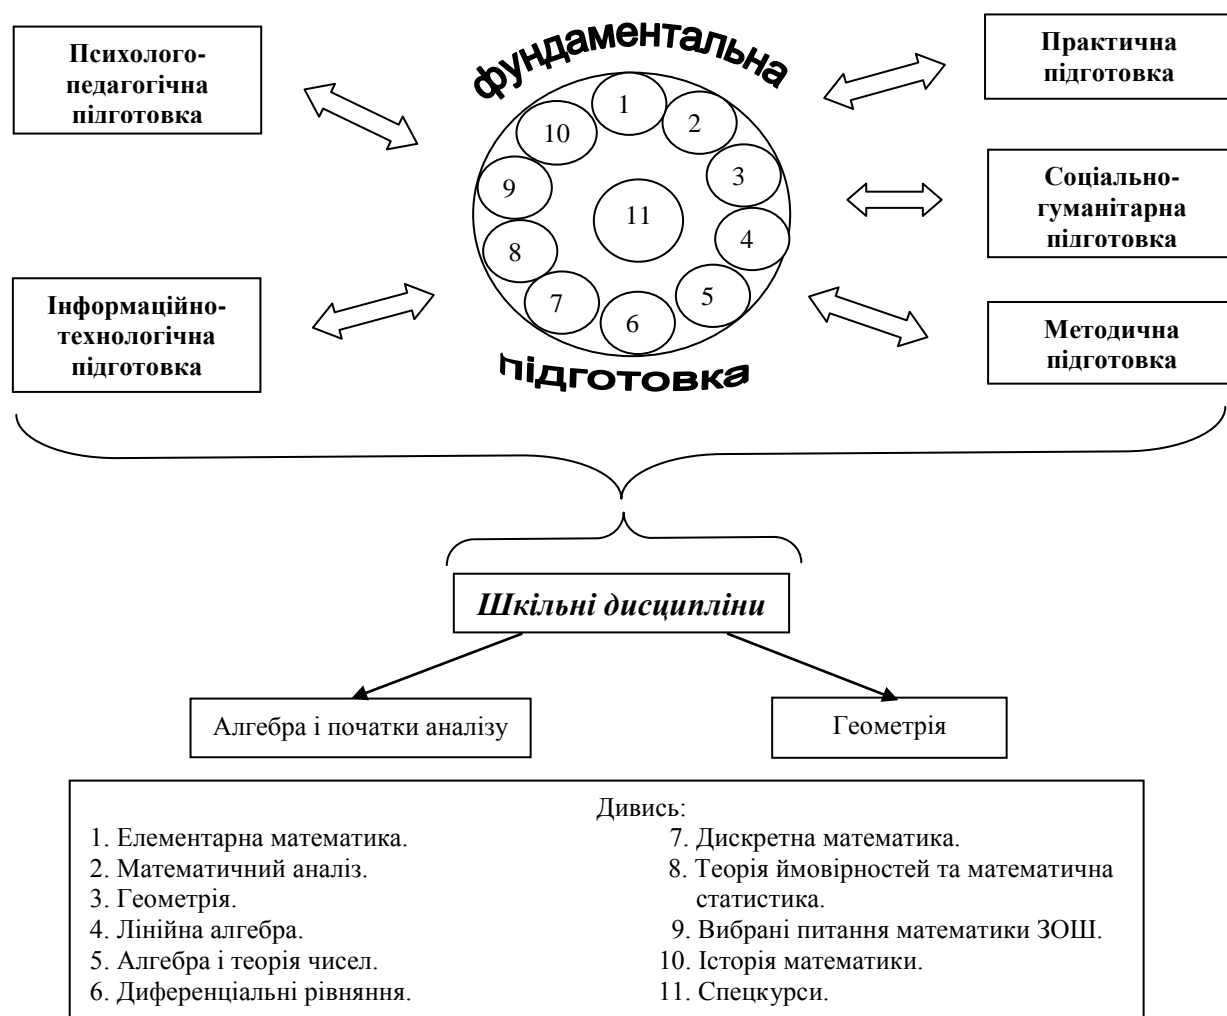 фундаментальна
Психолого-
педагогічна
підготовка
Практична
підготовка
1
2
10
3
9
11
4
8
5
7
6
Соціально-
гуманітарна
підготовка
Інформаційно-
технологічна
підготовка
Методична
підготовка
підготовка
Шкільні дисципліни
Алгебра і початки аналізу
Геометрія
Дивись:
1. Елементарна математика.
2. Математичний аналіз.
3. Геометрія.
4. Лінійна алгебра.
5. Алгебра і теорія чисел.
6. Диференціальні рівняння.
7. Дискретна математика.
8. Теорія ймовірностей та математична
статистика.
9. Вибрані питання математики ЗОШ.
10. Історія математики.
11. Спецкурси.